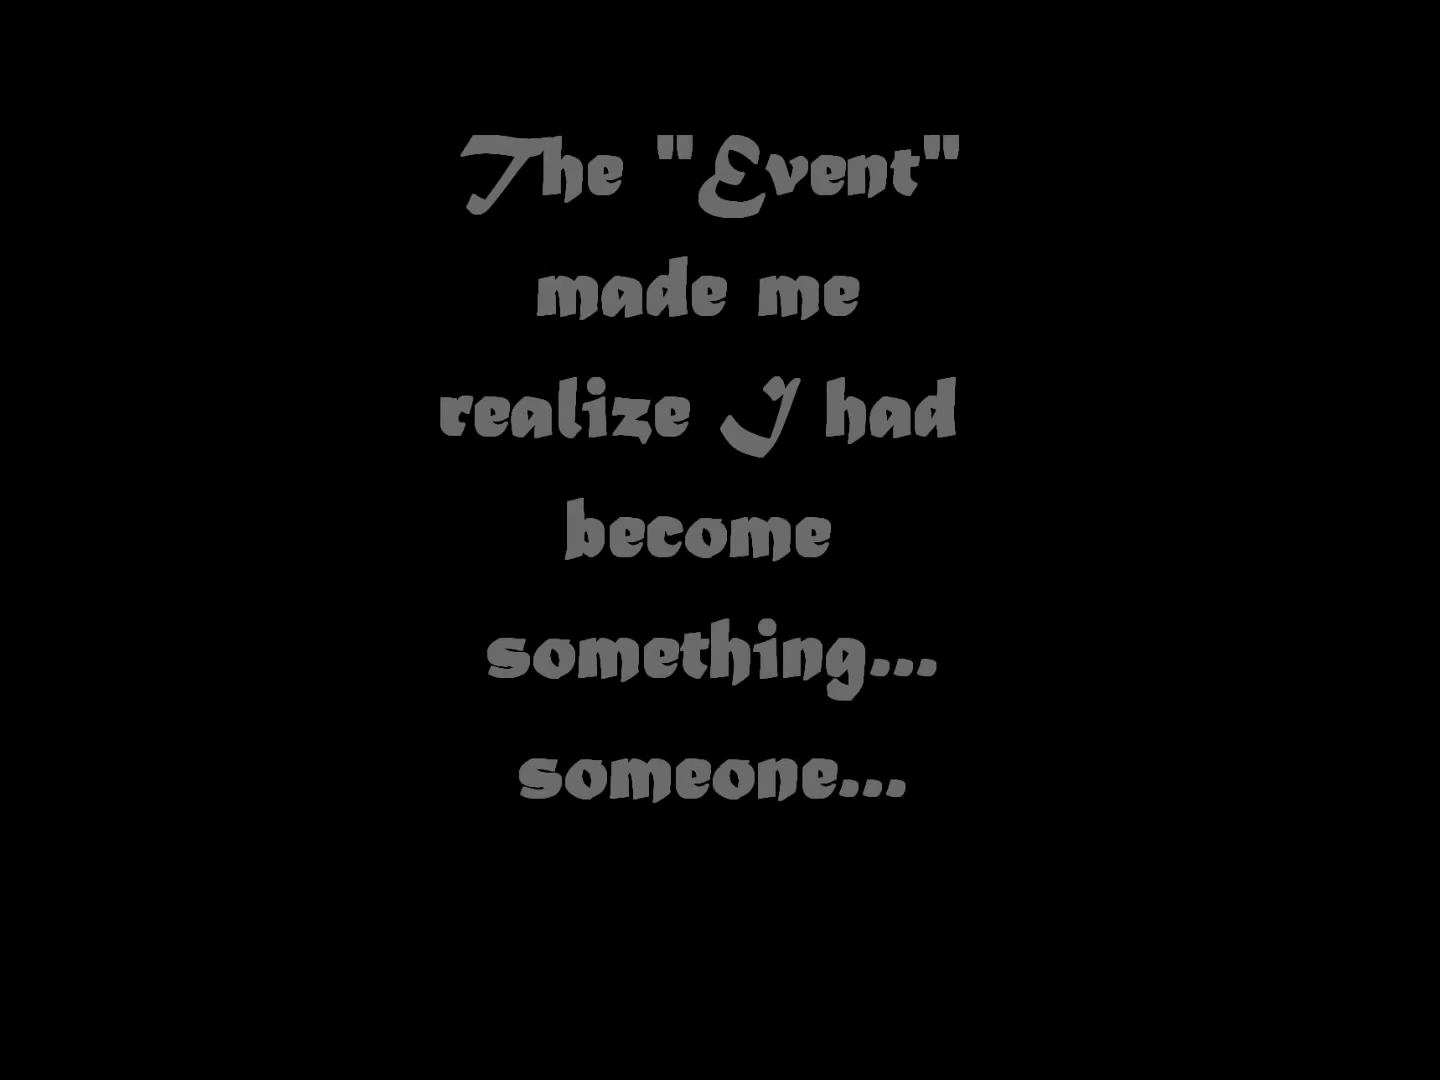 The "Event"
made me
realize I had
become
something...
someone...